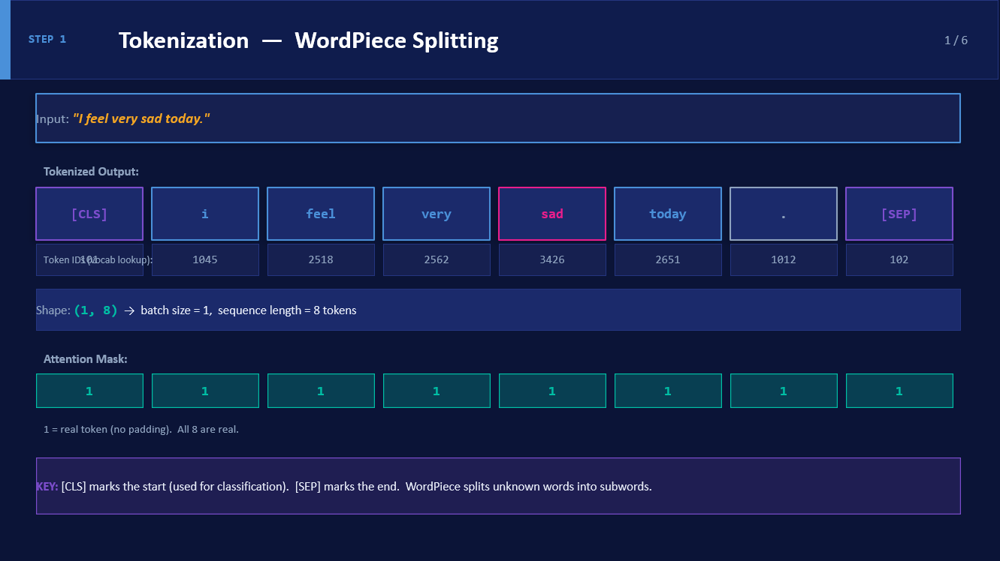 STEP 1
Tokenization — WordPiece Splitting
1 / 6
Input: "I feel very sad today."
Tokenized Output:
[CLS] i feel very sad today . [SEP]
Token IDs (vocab lookup):
101 1045 2518 2562 3426 2651 1012 102
Shape: (1, 8) → batch size = 1, sequence length = 8 tokens
Attention Mask:
1 1 1 1 1 1 1 1
1 = real token (no padding). All 8 are real.
KEY: [CLS] marks the start (used for classification). [SEP] marks the end. WordPiece splits unknown words into subwords.